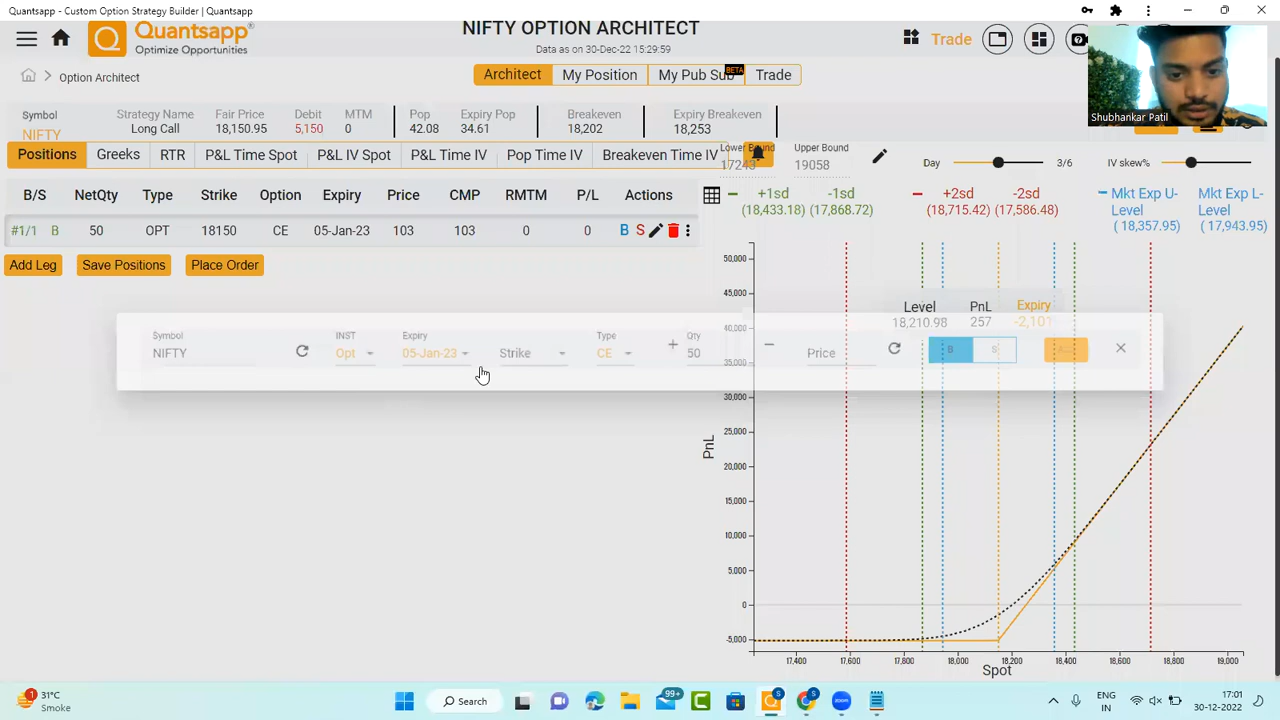 Quantsapp - Custom Option Strategy Builder | Quantsapp
Quantsapp
Optimize Opportunities
NIFTY OPTION ARCHITECT
Data as on 30-Dec-22 15:29:59
Trade
Option Architect
Architect
My Position
My Pub Sub
BETA
Trade
Shubhankar Patil
Symbol
NIFTY
Strategy Name
Long Call
Fair Price
18,150.95
Debit
5,150
MTM
0
Pop
42.08
Expiry Pop
34.61
Breakeven
18,202
Expiry Breakeven
18,253
Positions
Greeks
RTR
P&L Time Spot
P&L IV Spot
P&L Time IV
Pop Time IV
Breakeven Time IV
Lower Bound
17243
Upper Bound
19058
Day
3/6
IV skew%
B/S NetQty Type Strike Option Expiry Price CMP RMTM P/L Actions
#1/1 B 50 OPT 18150 CE 05-Jan-23 103 103 0 0 B S
+1sd
(18,433.18)
-1sd
(17,868.72)
+2sd
(18,715.42)
-2sd
(17,586.48)
Mkt Exp U-
Level
( 18,357.95)
Mkt Exp L-
Level
( 17,943.95)
Add Leg
Save Positions
Place Order
Symbol
NIFTY
INST
Opt
Expiry
05-Jan-23
Strike
Type
CE
Qty
50
Price
B
S
Level
18,210.98
PnL
257
Expiry
-2,101
50,000
45,000
40,000
35,000
30,000
25,000
20,000
15,000
10,000
5,000
0
-5,000
PnL
17,400 17,600 17,800 18,000 18,200 18,400 18,600 18,800 19,000
Spot
1
31°C
Smoke
Search
99+
ENG
IN
17:01
30-12-2022